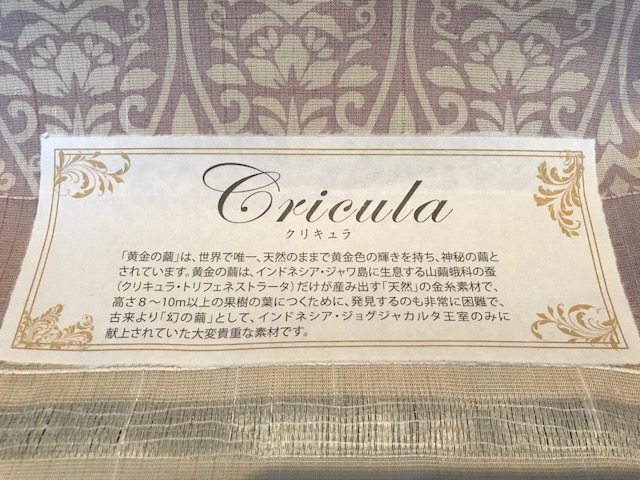 Cricula
クリキュラ
「黄金の繭」は、世界で唯一、天然のままで黄金色の輝きを持ち、神秘の繭と
されています。黄金の繭は、インドネシア・ジャワ島に生息する山繭蛾科の蚕
(クリキュラ・トリフェネストラータ)だけが産み出す「天然」の金糸素材で、
高さ8〜10m以上の果樹の葉につくために、発見するのも非常に困難で、
古来より「幻の繭」として、インドネシア・ジョグジャカルタ王室のみに
献上されていた大変貴重な素材です。